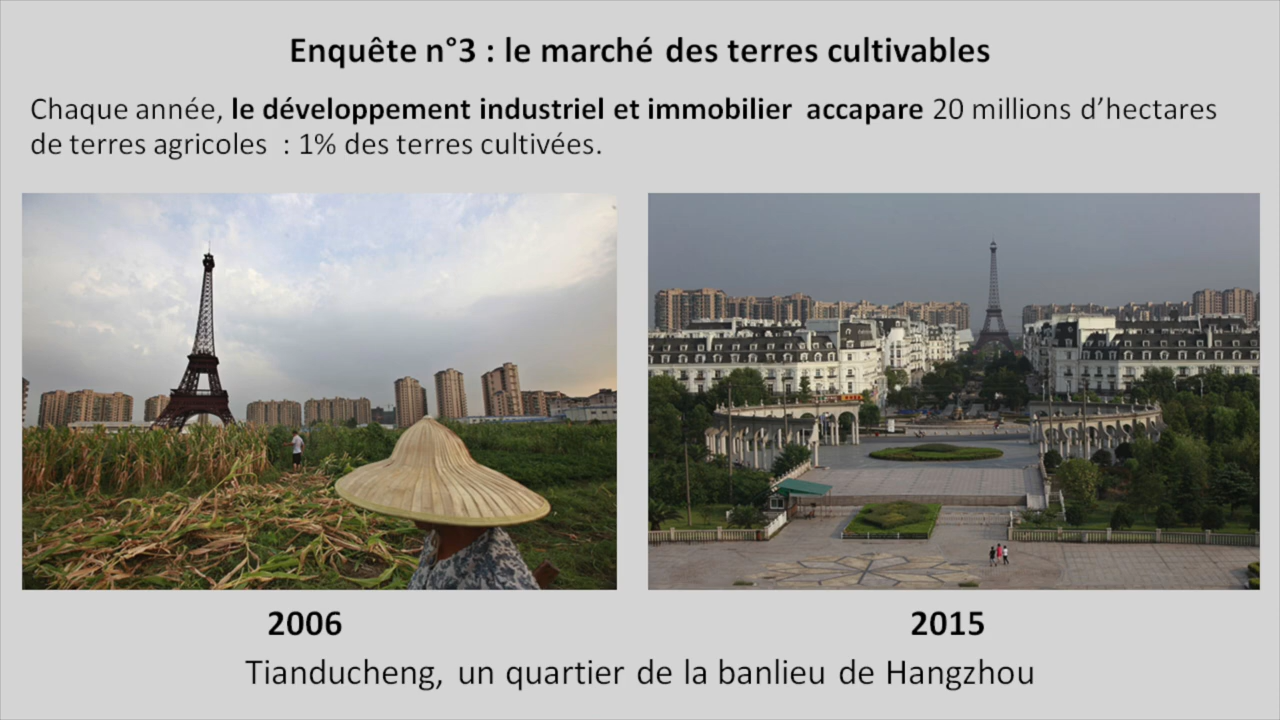 Enquête n°3 : le marché des terres cultivables
Chaque année, le développement industriel et immobilier accapare 20 millions d’hectares
de terres agricoles : 1% des terres cultivées.
2006
2015
Tianducheng, un quartier de la banlieu de Hangzhou